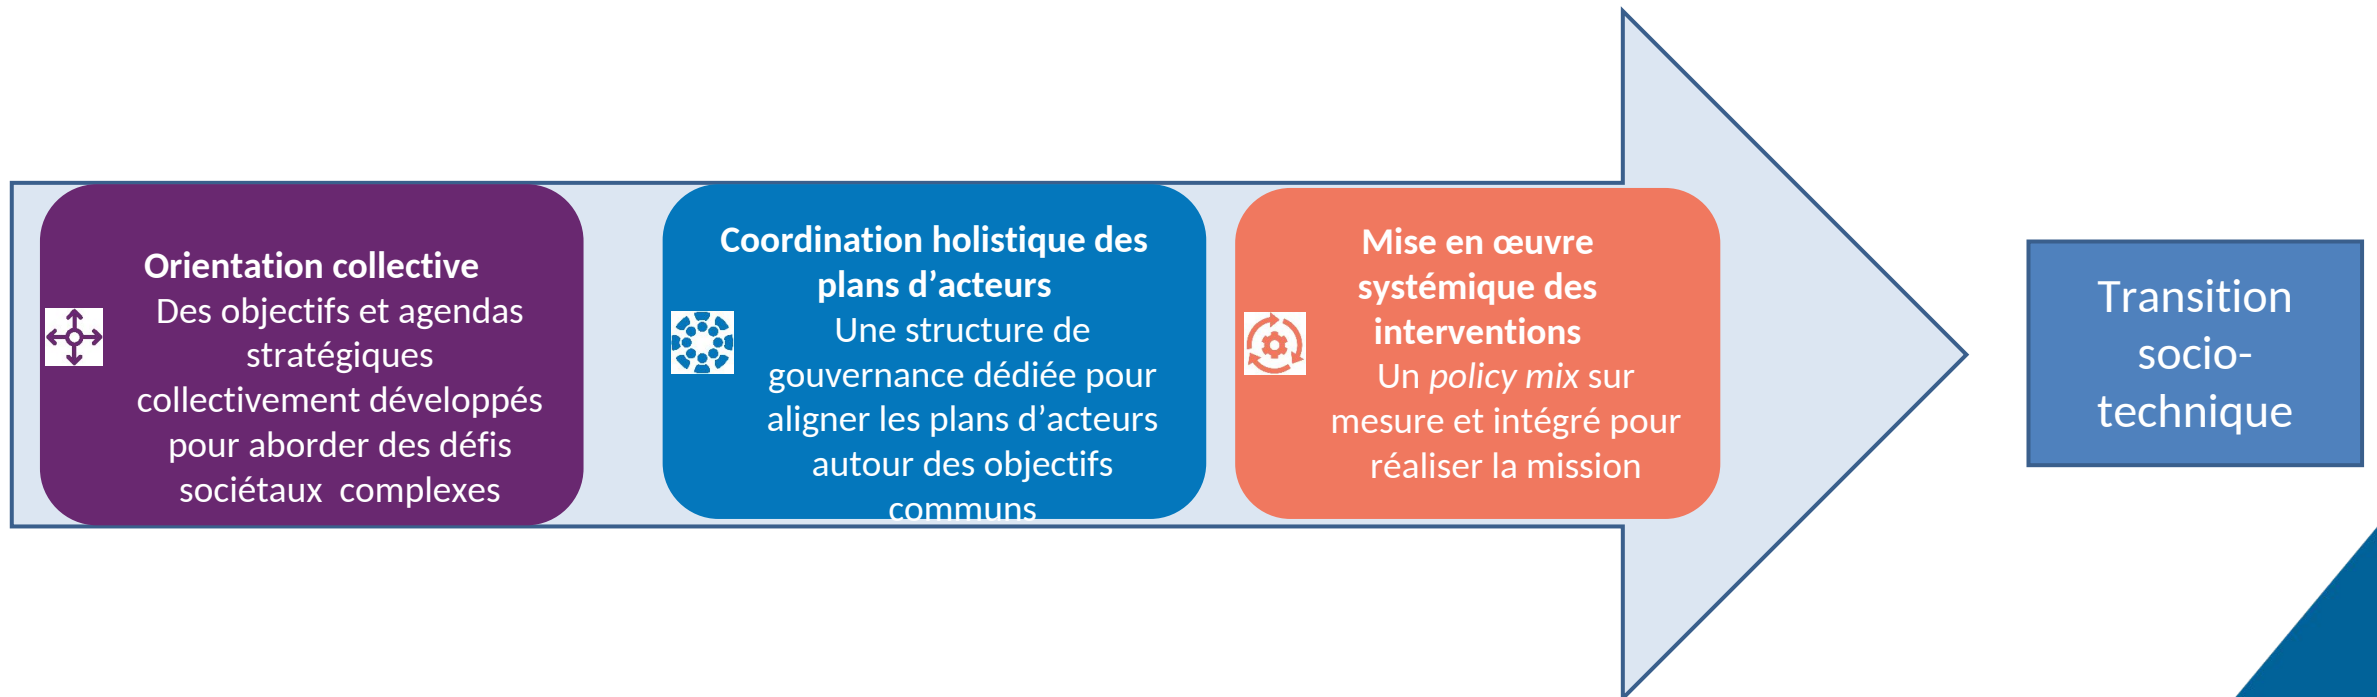 Orientation collective
Des objectifs et agendas
stratégiques
collectivement développés
pour aborder des défis
sociétaux  complexes
Coordination holistique des
plans d’acteurs
Une structure de
gouvernance dédiée pour
aligner les plans d’acteurs
autour des objectifs
communs
Mise en œuvre
systémique des
interventions
Un policy mix sur
mesure et intégré pour
réaliser la mission
Transition
socio-
technique